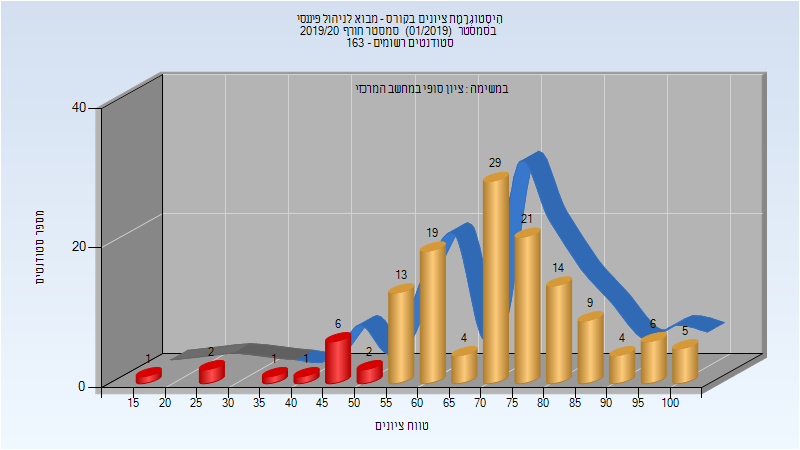 היסטוגרמת ציונים בקורס - מבוא לניהול פיננסי
בסמסטר (01/2019) סמסטר חורף 2019/20
סטודנטים רשומים - 163
במשימה : ציון סופי במחשב המרכזי
מספר סטודנטים
40
20
0
1
2
1
1
6
2
13
19
4
29
21
14
9
4
6
5
15 20 25 30 35 40 45 50 55 60 65 70 75 80 85 90 95 100
טווח ציונים